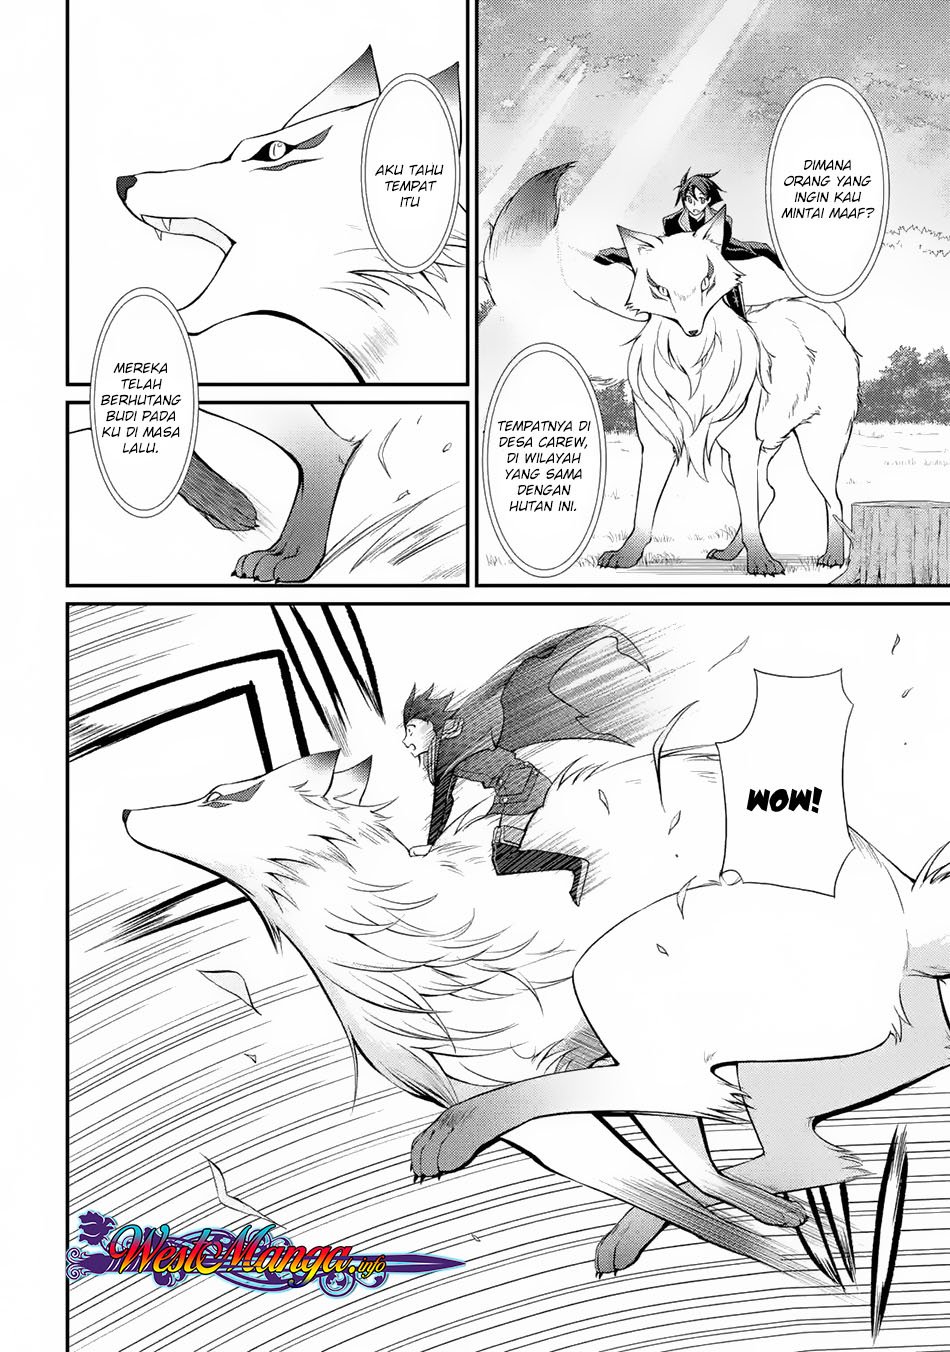 DIMANA
ORANG YANG
INGIN KAU
MINTAI MAAF?
TEMPATNYA DI
DESA CAREW,
DI WILAYAH
YANG SAMA
DENGAN
HUTAN INI.
AKU TAHU
TEMPAT
ITU
MEREKA
TELAH
BERHUTANG
BUDI PADA
KU DI MASA
LALU.
WOW!
WestManga.info